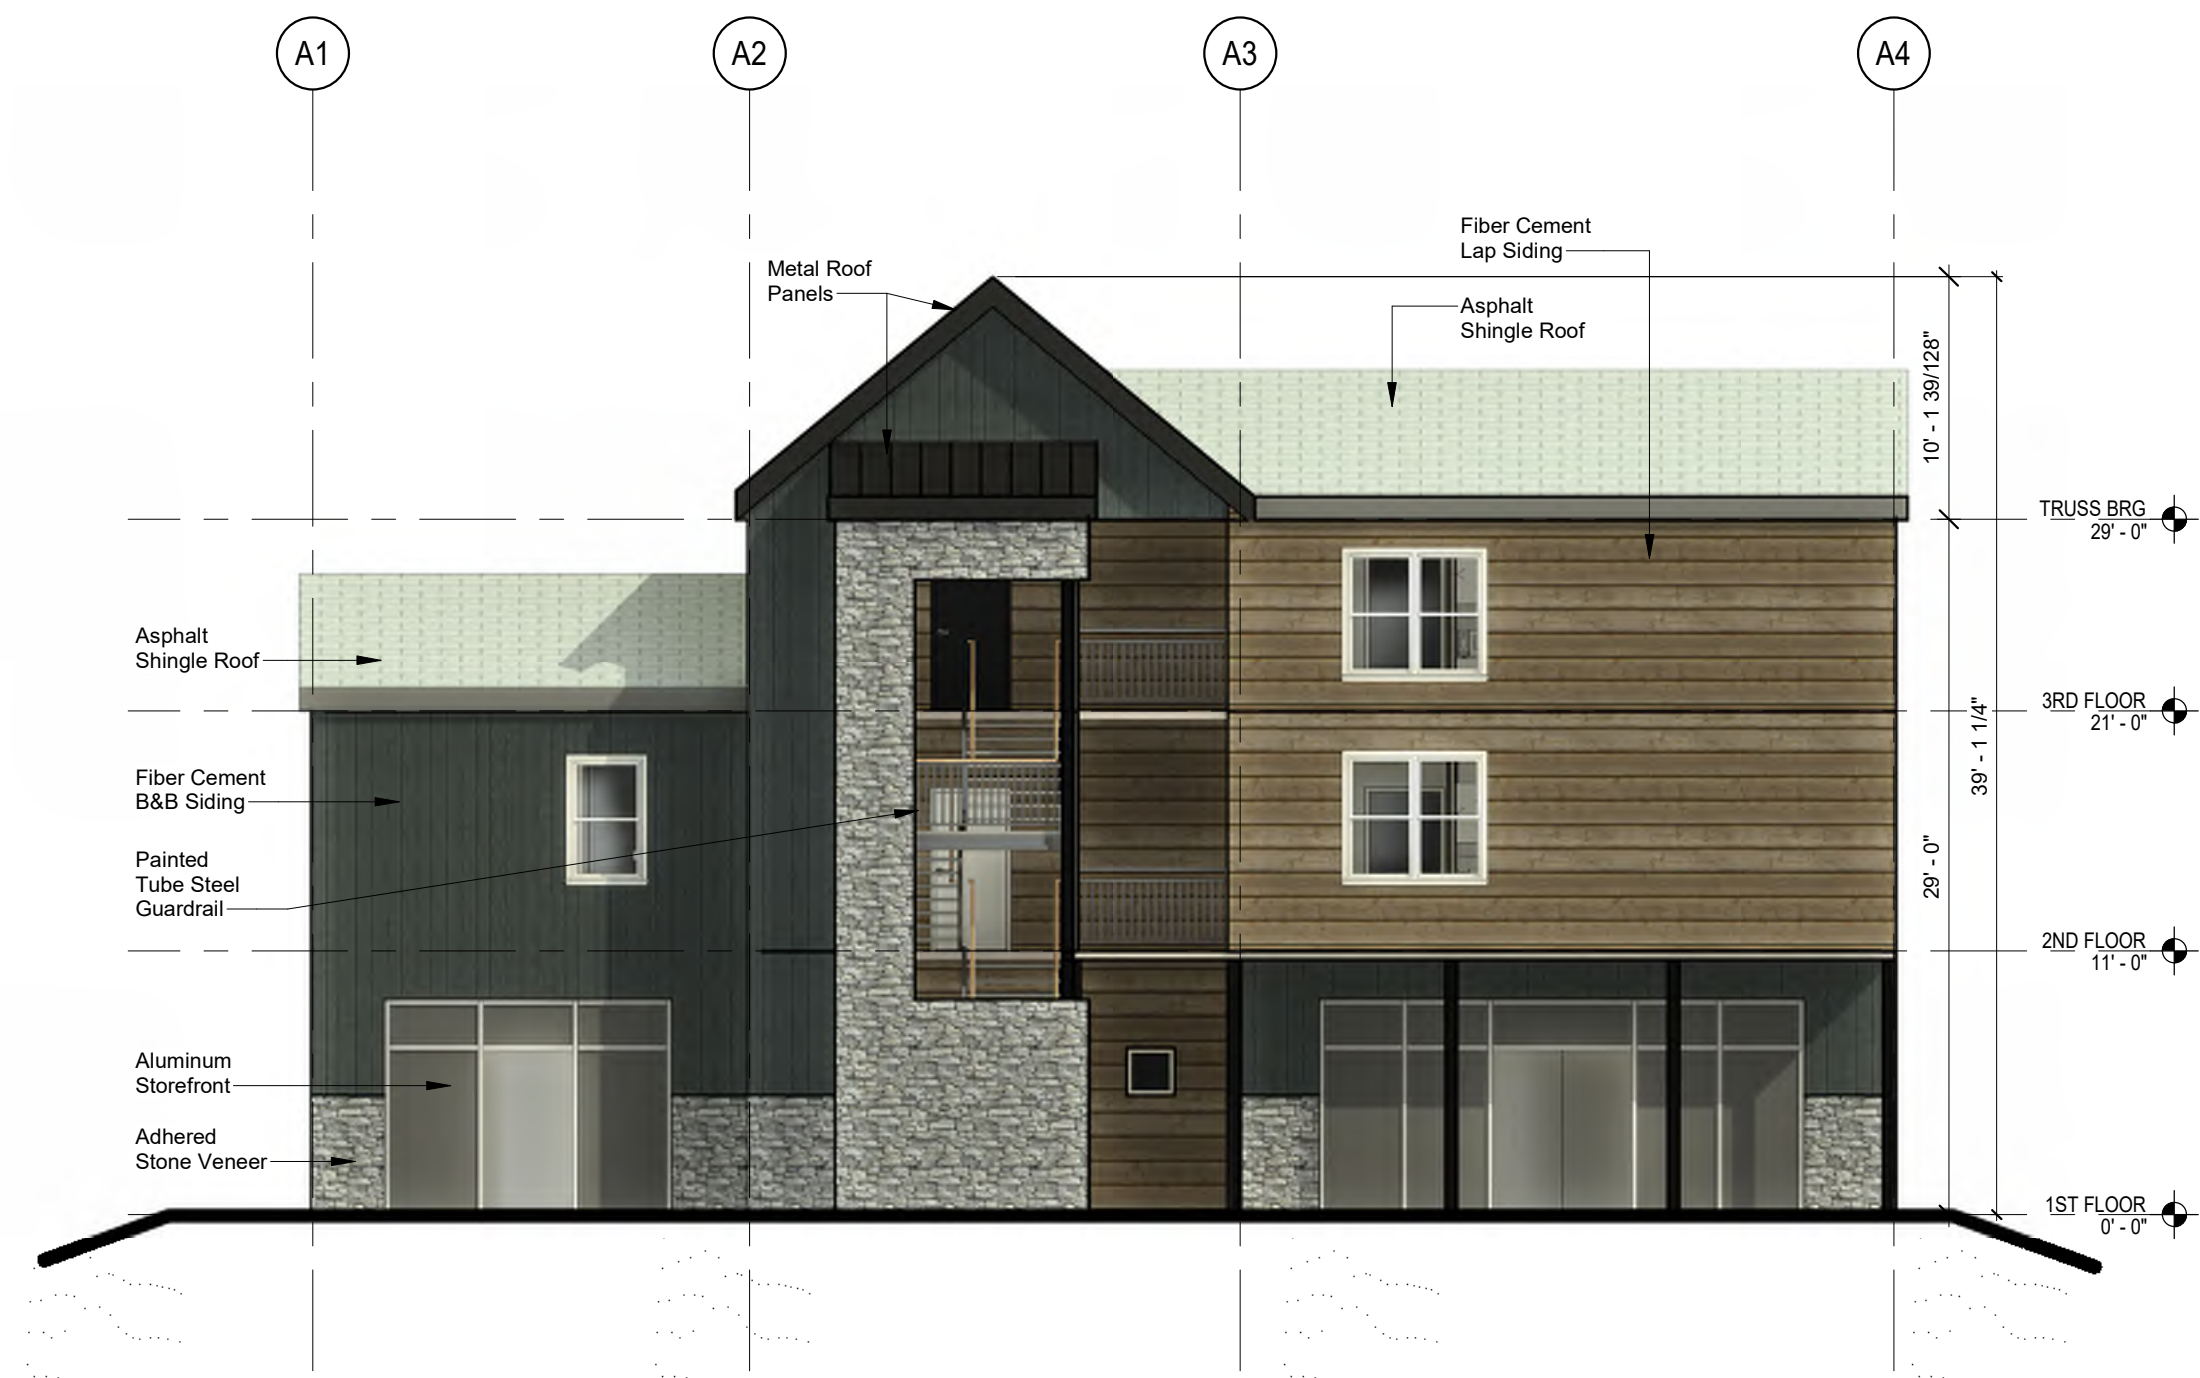 A1
A2
A3
A4
Fiber Cement
Lap Siding
Metal Roof
Panels
Asphalt
Shingle Roof
10' - 1 39/128"
TRUSS BRG
29' - 0"
Asphalt
Shingle Roof
3RD FLOOR
21' - 0"
39' - 1 1/4"
Fiber Cement
B&B Siding
Painted
Tube Steel
Guardrail
29' - 0"
2ND FLOOR
11' - 0"
Aluminum
Storefront
Adhered
Stone Veneer
1ST FLOOR
0' - 0"